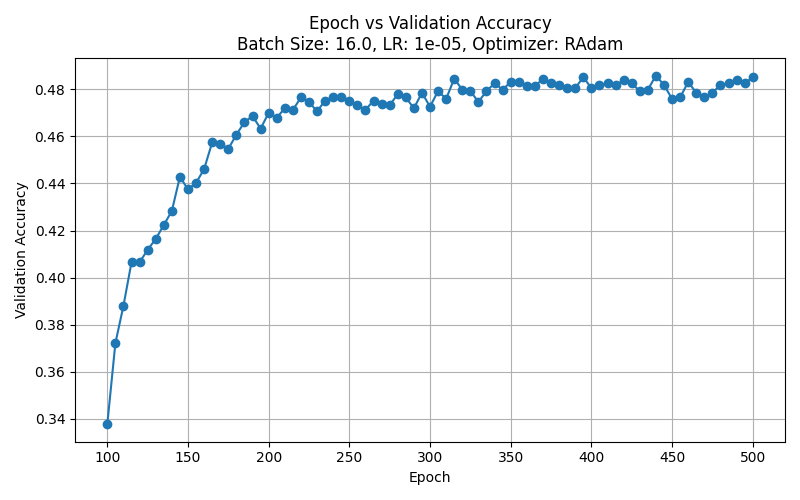 Epoch vs Validation Accuracy
Batch Size: 16.0, LR: 1e-05, Optimizer: RAdam
Validation Accuracy
0.48
0.46
0.44
0.42
0.40
0.38
0.36
0.34
100 150 200 250 300 350 400 450 500
Epoch